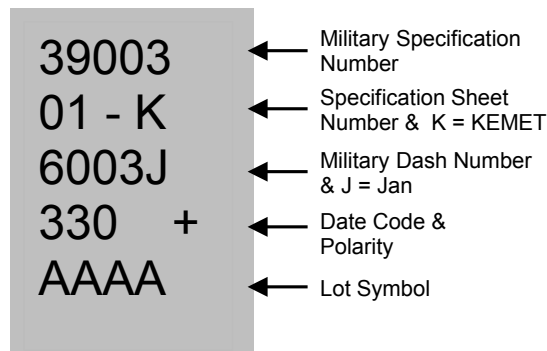 39003
Military Specification
Number
01 - K
Specification Sheet
Number & K = KEMET
6003J
Military Dash Number
& J = Jan
330 +
Date Code &
Polarity
AAAA
Lot Symbol